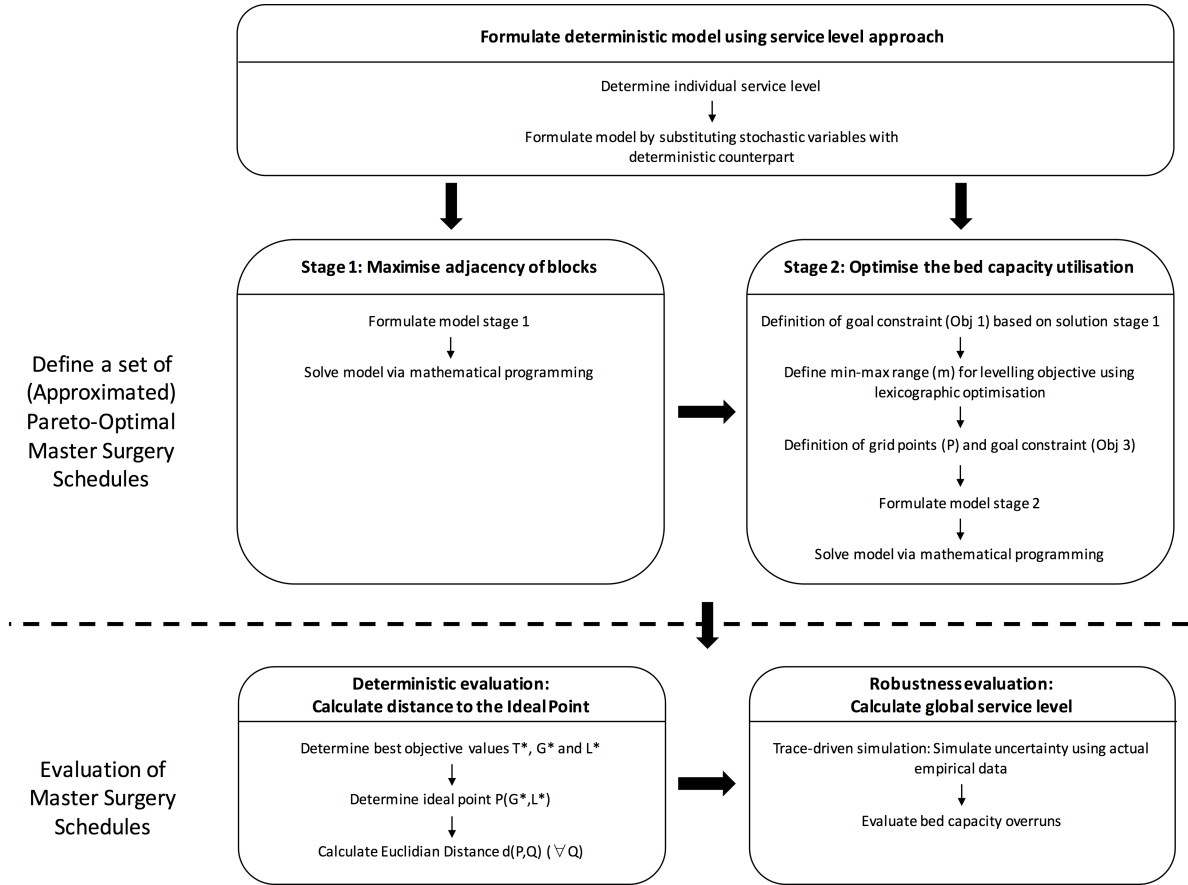 Formulate deterministic model using service level approach
Determine individual service level
Formulate model by substituting stochastic variables with
deterministic counterpart
Define a set of
(Approximated)
Pareto-Optimal
Master Surgery
Schedules
Stage 1: Maximise adjacency of blocks
Formulate model stage 1
Solve model via mathematical programming
Stage 2: Optimise the bed capacity utilisation
Definition of goal constraint (Obj 1) based on solution stage 1
Define min-max range (m) for levelling objective using
lexicographic optimisation
Definition of grid points (P) and goal constraint (Obj 3)
Formulate model stage 2
Solve model via mathematical programming
Evaluation of
Master Surgery
Schedules
Deterministic evaluation:
Calculate distance to the Ideal Point
Determine best objective values T*, G* and L*
Determine ideal point P(G*,L*)
Calculate Euclidian Distance d(P,Q) (∀Q)
Robustness evaluation:
Calculate global service level
Trace-driven simulation: Simulate uncertainty using actual
empirical data
Evaluate bed capacity overruns